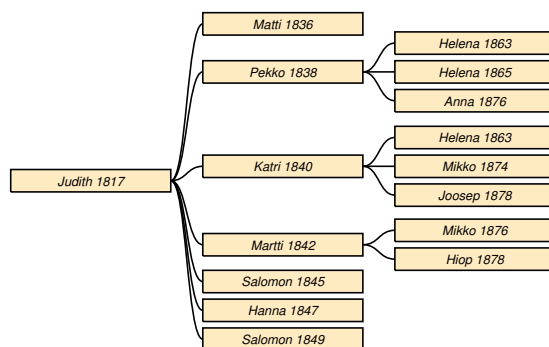 Judith 1817
Matti 1836
Pekko 1838
Helena 1863
Helena 1865
Anna 1876
Katri 1840
Helena 1863
Mikko 1874
Joosep 1878
Martti 1842
Mikko 1876
Hiop 1878
Salomon 1845
Hanna 1847
Salomon 1849